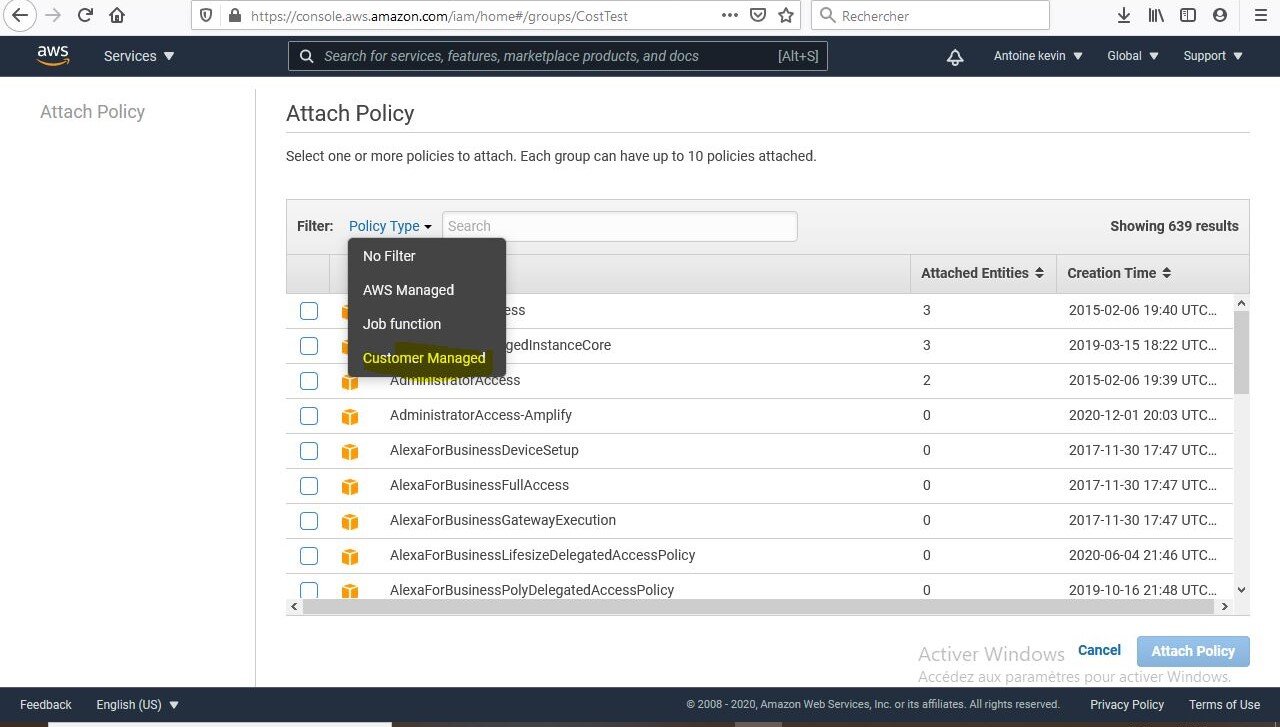 https://console.aws.amazon.com/iam/home#/groups/CostTest
Rechercher
aws
Services
Search for services, features, marketplace products, and docs
[Alt+S]
Antoine kevin
Global
Support
Attach Policy
Attach Policy
Select one or more policies to attach. Each group can have up to 10 policies attached.
Filter: Policy Type Search Showing 639 results
No Filter
AWS Managed
Job function
Customer Managed
Attached Entities Creation Time
ess 3 2015-02-06 19:40 UTC...
gedInstanceCore 3 2019-03-15 18:22 UTC...
AdministratorAccess 2 2015-02-06 19:39 UTC...
AdministratorAccess-Amplify 0 2020-12-01 20:03 UTC...
AlexaForBusinessDeviceSetup 0 2017-11-30 17:47 UTC...
AlexaForBusinessFullAccess 0 2017-11-30 17:47 UTC...
AlexaForBusinessGatewayExecution 0 2017-11-30 17:47 UTC...
AlexaForBusinessLifesizeDelegatedAccessPolicy 0 2020-06-04 21:46 UTC...
AlexaForBusinessPolyDelegatedAccessPolicy 0 2019-10-16 21:48 UTC...
Activer Windows
Accédez aux paramètres pour activer Windows.
Cancel
Attach Policy
Feedback
English (US)
© 2008 - 2020, Amazon Web Services, Inc. or its affiliates. All rights reserved.
Privacy Policy
Terms of Use